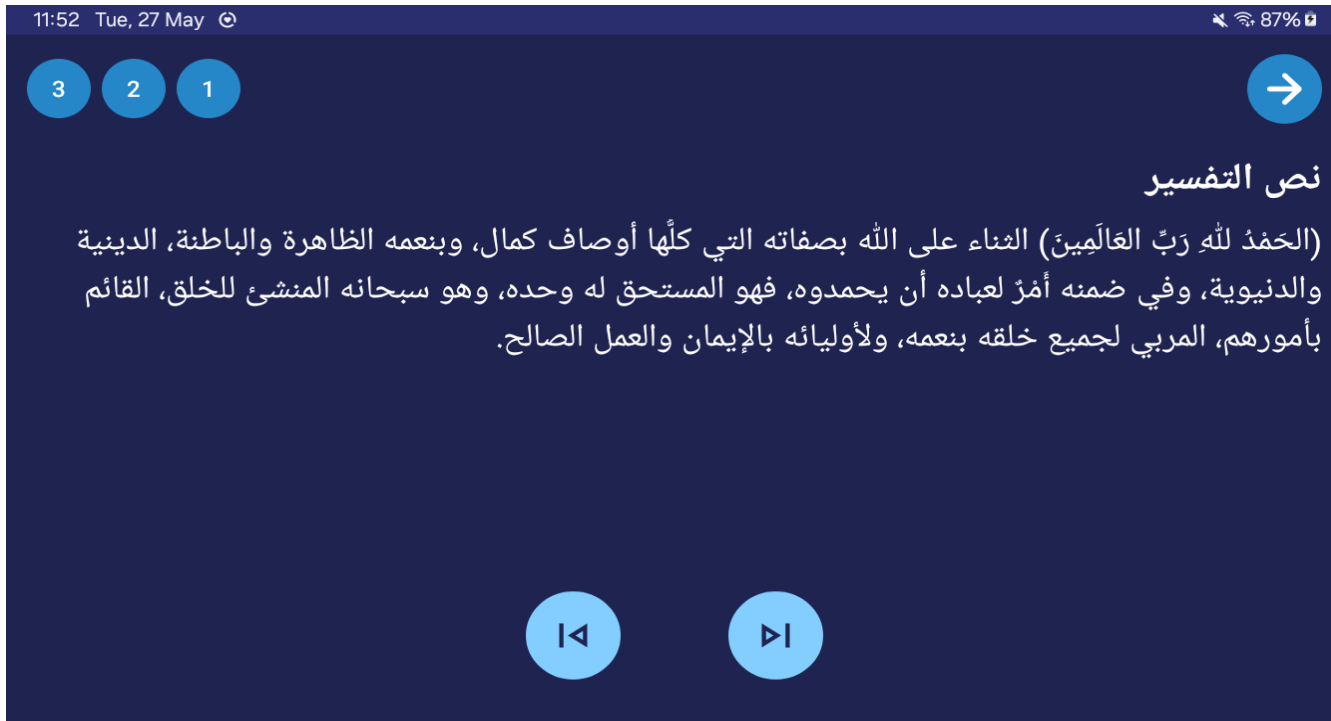 11:52 Tue, 27 May
87%
3 2 1
نص التفسير
(الحَمْدُ للَّهِ رَبِّ العَالَمِينَ) الثناء على الله بصفاته التي كلَّها أوصاف كمال، وبنعمه الظاهرة والباطنة، الدينية
والدنيوية، وفي ضمنه أَمْرٌ لعباده أن يحمدوه، فهو المستحق له وحده، وهو سبحانه المنشئ للخلق، القائم
بأمورهم، المربي لجميع خلقه بنعمه، ولأوليائه بالإيمان والعمل الصالح.